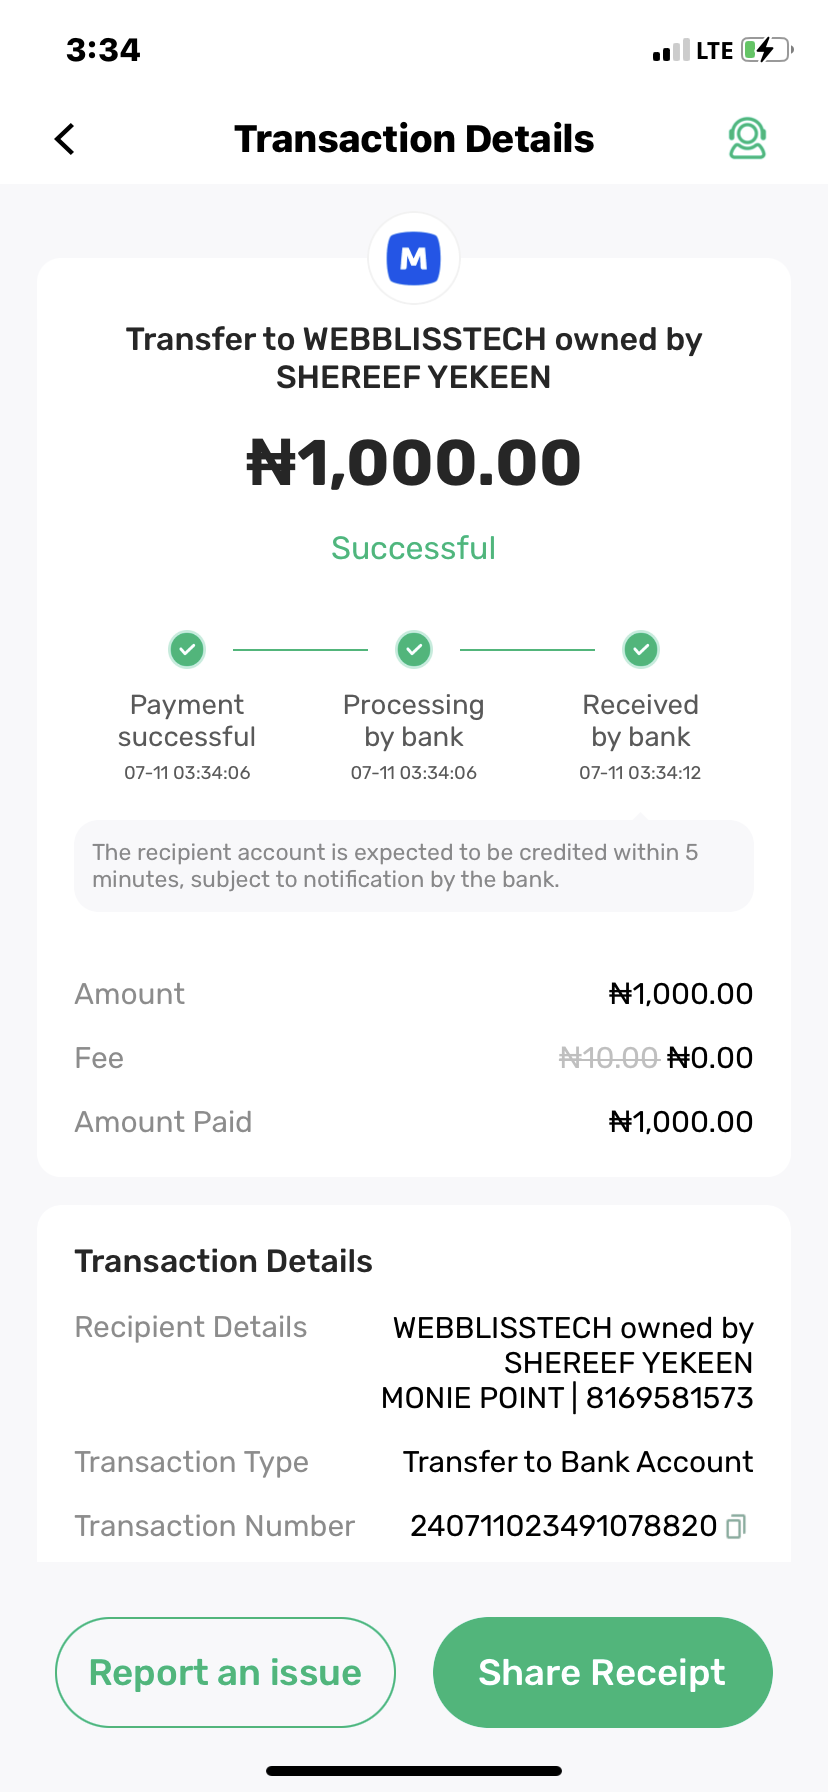 3:34
LTE
Transaction Details
M
Transfer to WEBBLISSTECH owned by
SHEREEF YEKEEN
₦1,000.00
Successful
Payment
successful
07-11 03:34:06
Processing
by bank
07-11 03:34:06
Received
by bank
07-11 03:34:12
The recipient account is expected to be credited within 5
minutes, subject to notification by the bank.
Amount ₦1,000.00
Fee ₦10.00 ₦0.00
Amount Paid ₦1,000.00
Transaction Details
Recipient Details WEBBLISSTECH owned by
SHEREEF YEKEEN
MONIE POINT | 8169581573
Transaction Type Transfer to Bank Account
Transaction Number 240711023491078820
Report an issue Share Receipt